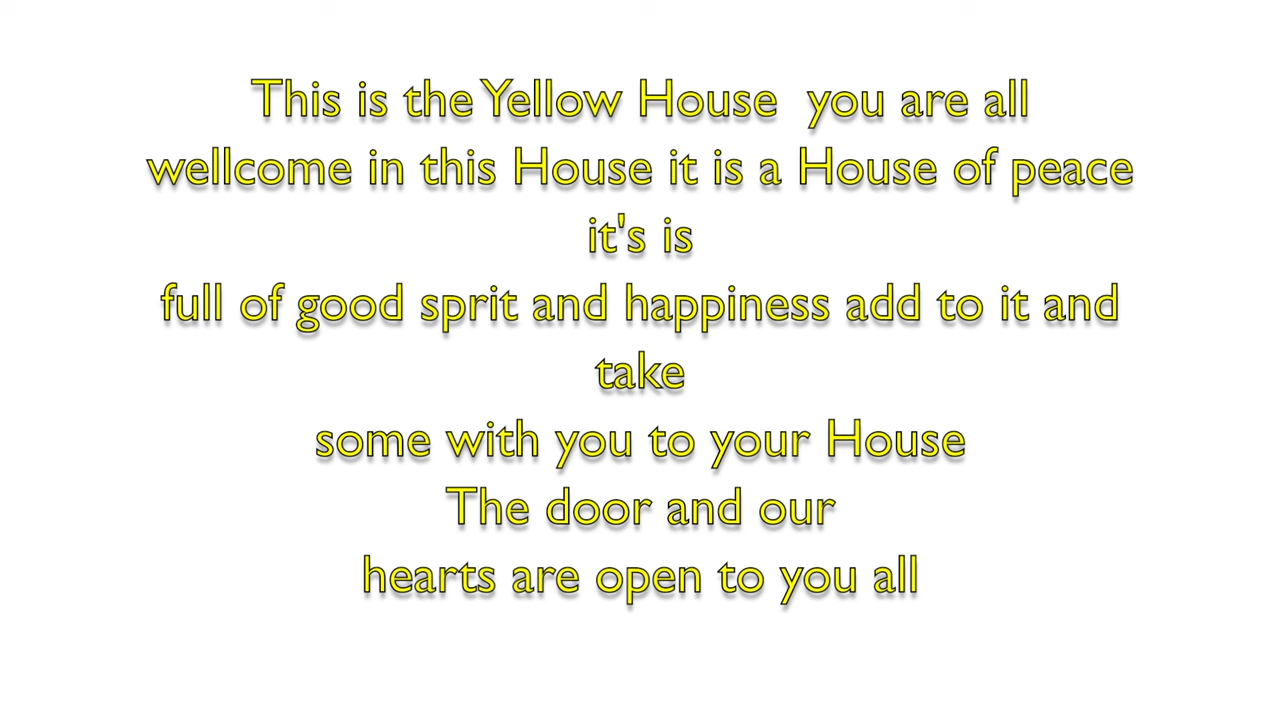 This is the Yellow House  you are all
wellcome in this House it is a House of peace
it's is
full of good sprit and happiness add to it and
take
some with you to your House
The door and our
hearts are open to you all